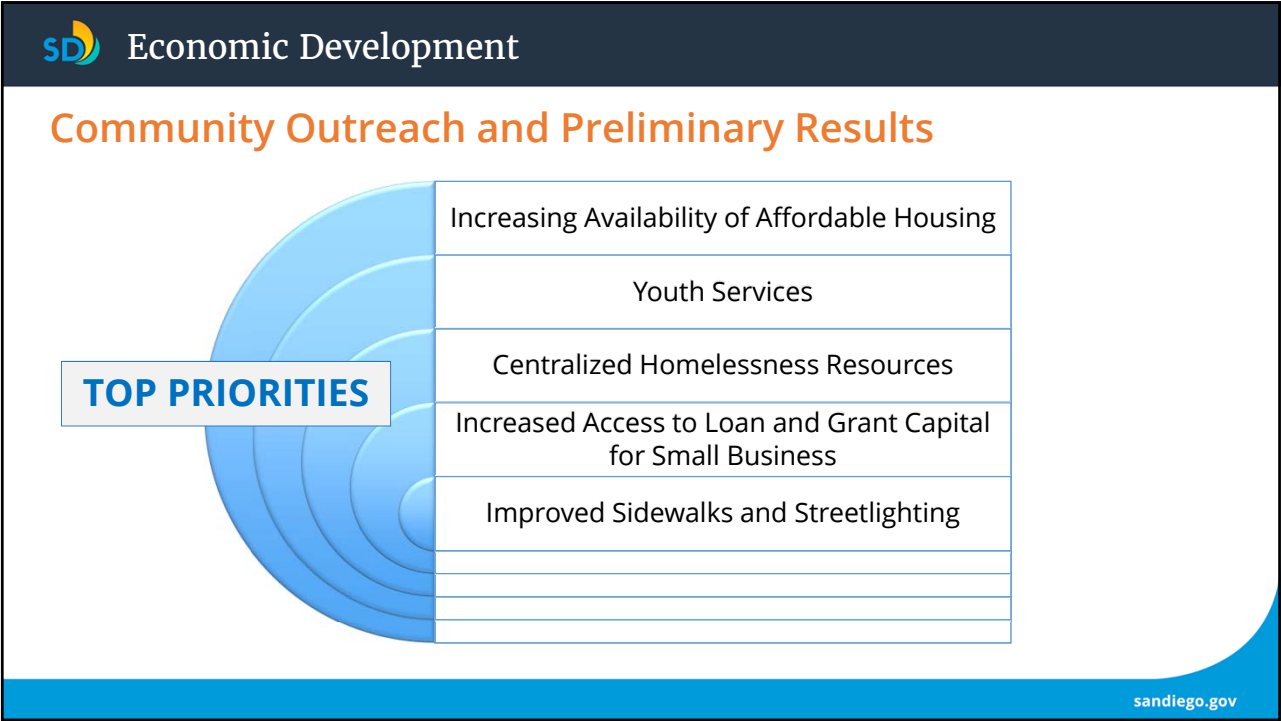 SD Economic Development
Community Outreach and Preliminary Results
TOP PRIORITIES
Increasing Availability of Affordable Housing
Youth Services
Centralized Homelessness Resources
Increased Access to Loan and Grant Capital
for Small Business
Improved Sidewalks and Streetlighting
sandiego.gov